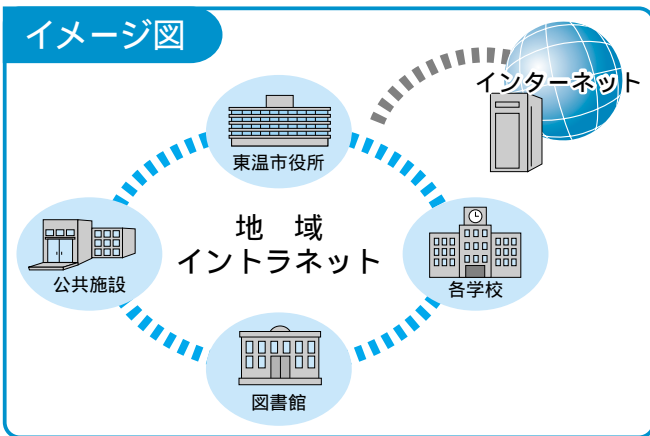 イメージ図
インターネット
東温市役所
地　域
イントラネット
公共施設
各学校
図書館